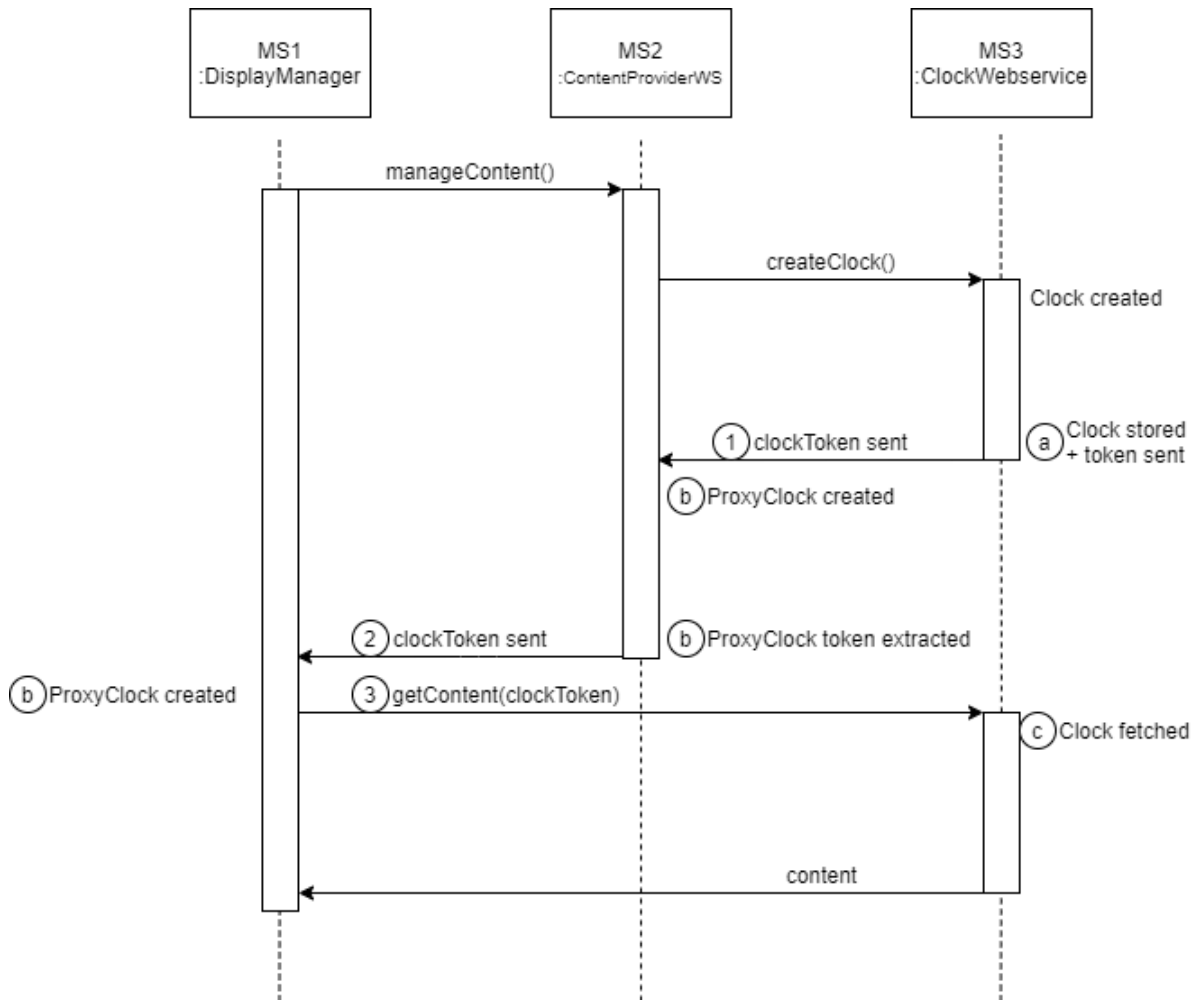 MS1
:DisplayManager
MS2
:ContentProviderWS
MS3
:ClockWebservice
manageContent()
createClock()
Clock created
1 clockToken sent
a Clock stored
+ token sent
b ProxyClock created
2 clockToken sent
b ProxyClock token extracted
b ProxyClock created
3 getContent(clockToken)
c Clock fetched
content